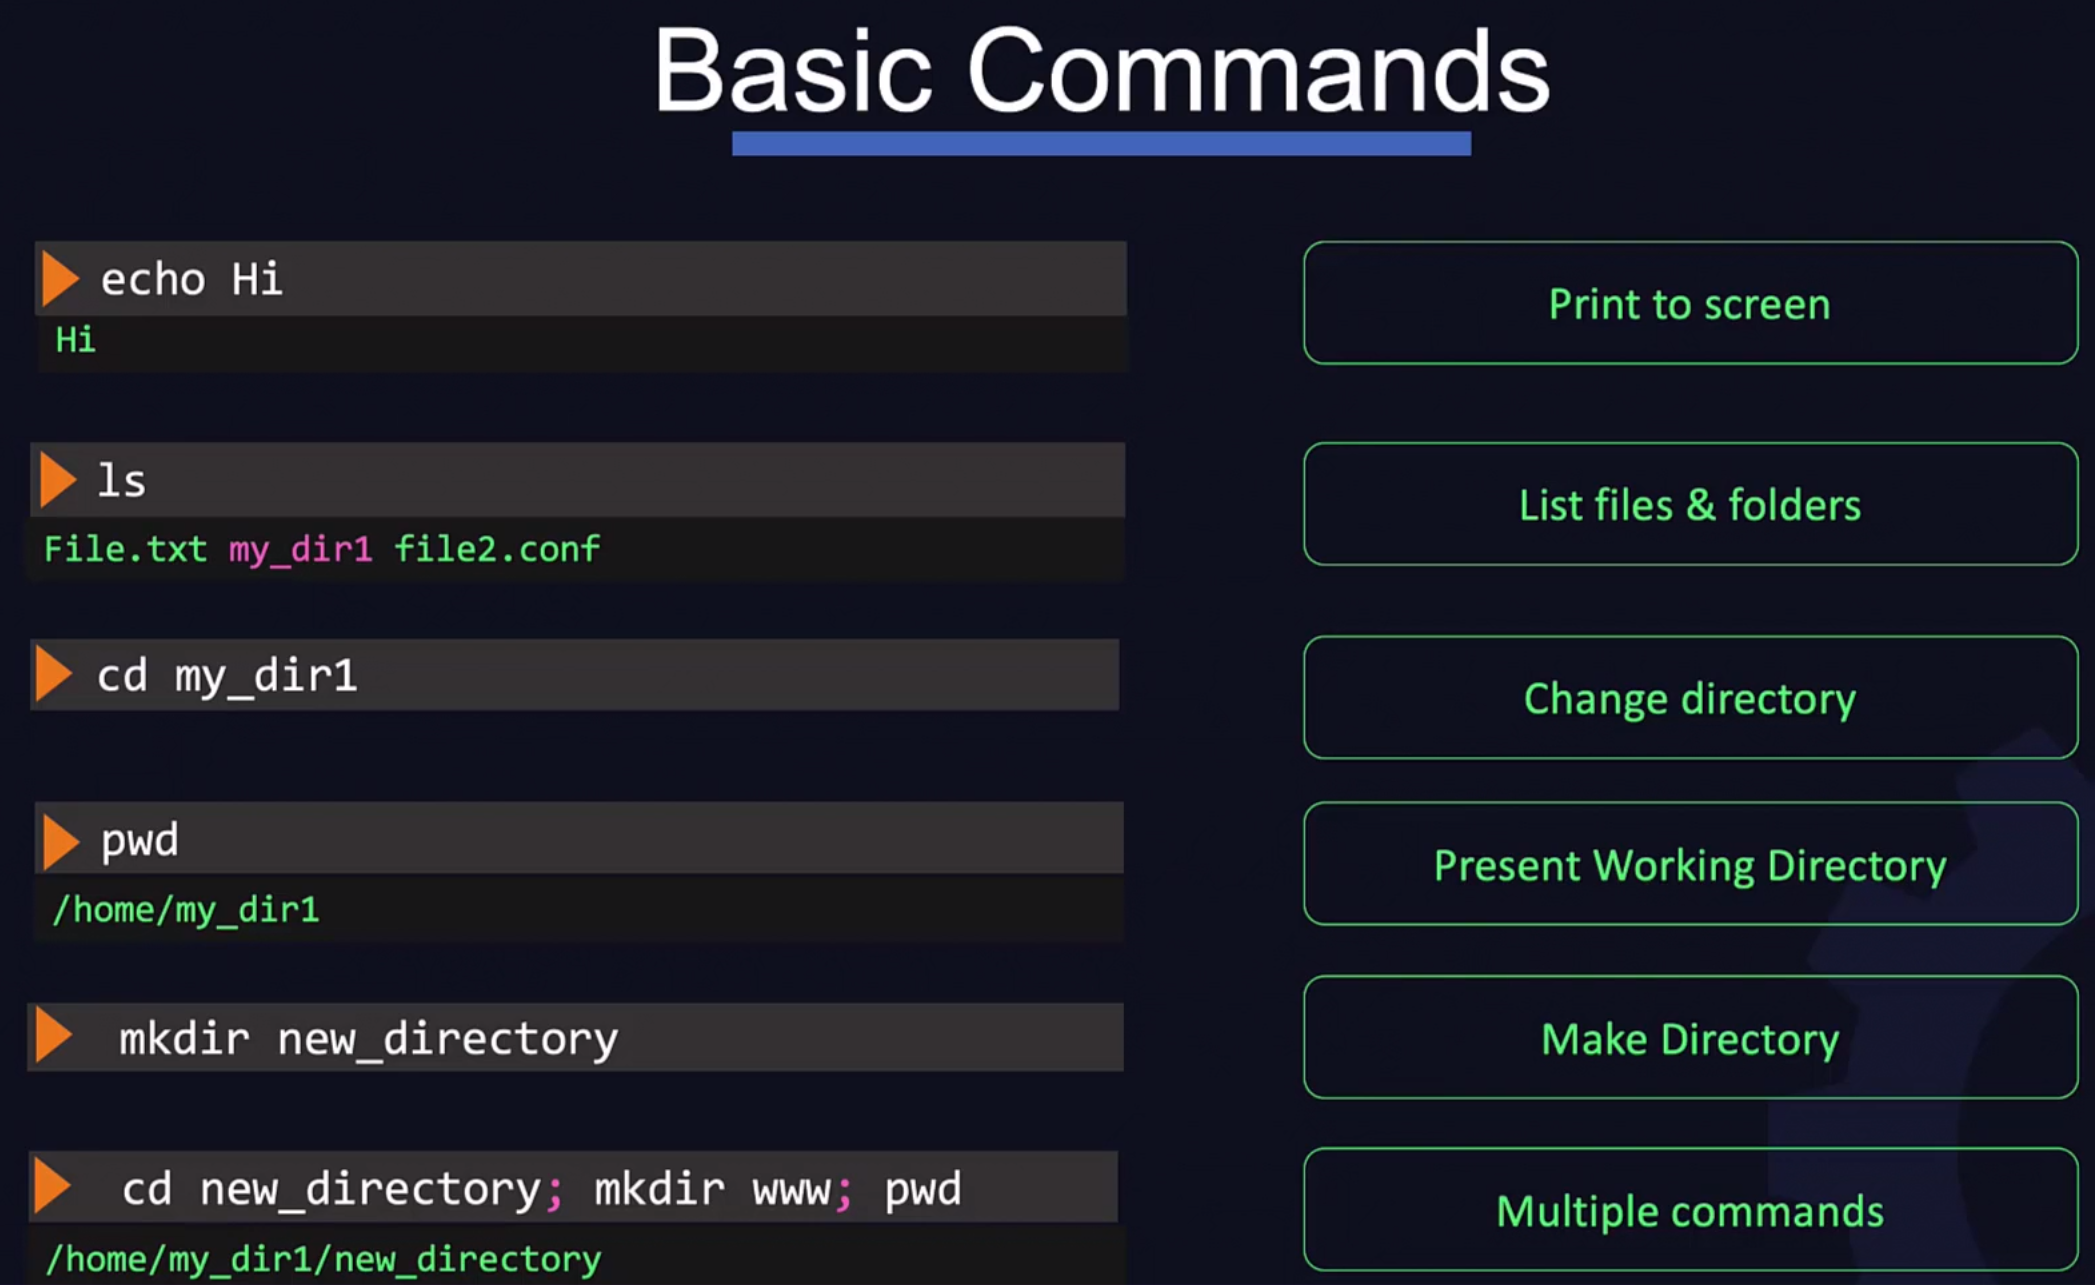 Basic Commands
echo Hi
Hi
Print to screen
ls
File.txt my_dir1 file2.conf
List files & folders
cd my_dir1
Change directory
pwd
/home/my_dir1
Present Working Directory
mkdir new_directory
Make Directory
cd new_directory; mkdir www; pwd
/home/my_dir1/new_directory
Multiple commands